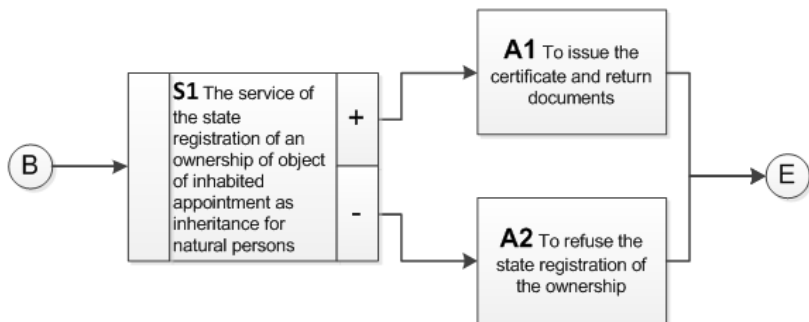 B
S1 The service of
the state
registration of an
ownership of object
of inhabited
appointment as
inheritance for
natural persons
+
-
A1 To issue the
certificate and return
documents
A2 To refuse the
state registration of
the ownership
E